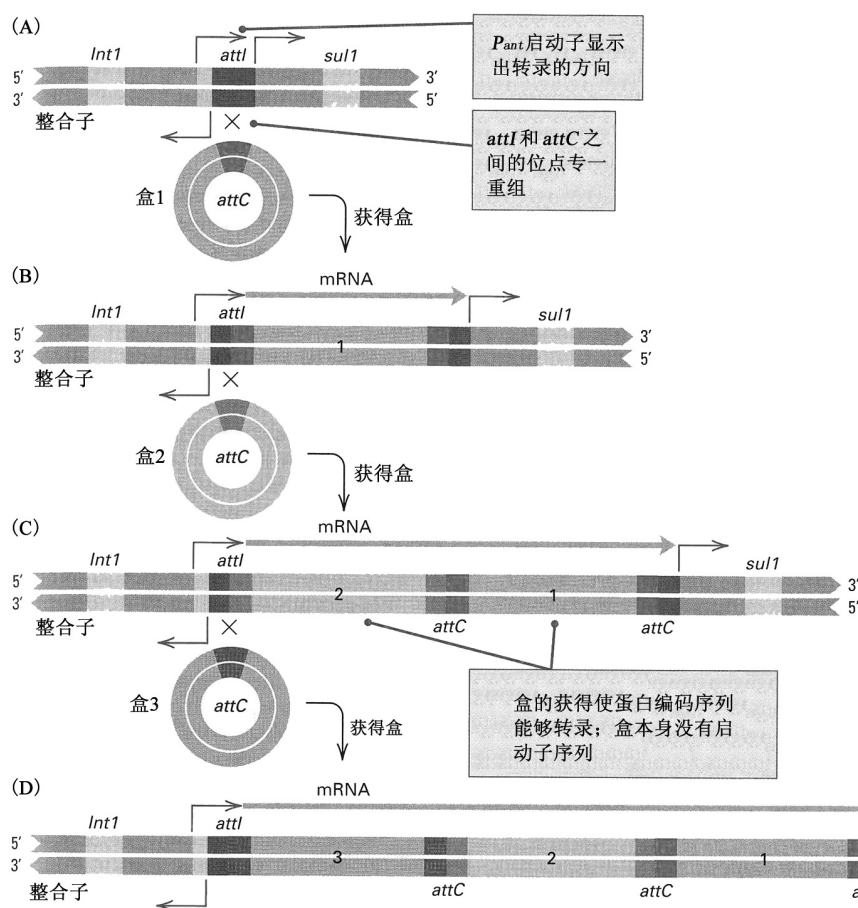 (A)
Int1 attI sul1
5′ 3′
3′ 5′
整合子
Pant启动子显示
出转录的方向
attI和attC之
间的位点专一
重组
盒1 attC 获得盒
(B)
mRNA
Int1 attI sul1
5′ 3′
3′ 1 5′
整合子
盒2 attC 获得盒
(C)
mRNA
Int1 attI sul1
5′ 3′
3′ 2 1 5′
attC attC
整合子
盒3 attC 获得盒
盒的获得使蛋白编码序列
能够转录；盒本身没有启
动子序列
(D)
mRNA
Int1 attI
5′
3′ 3 2 1
attC attC a
整合子